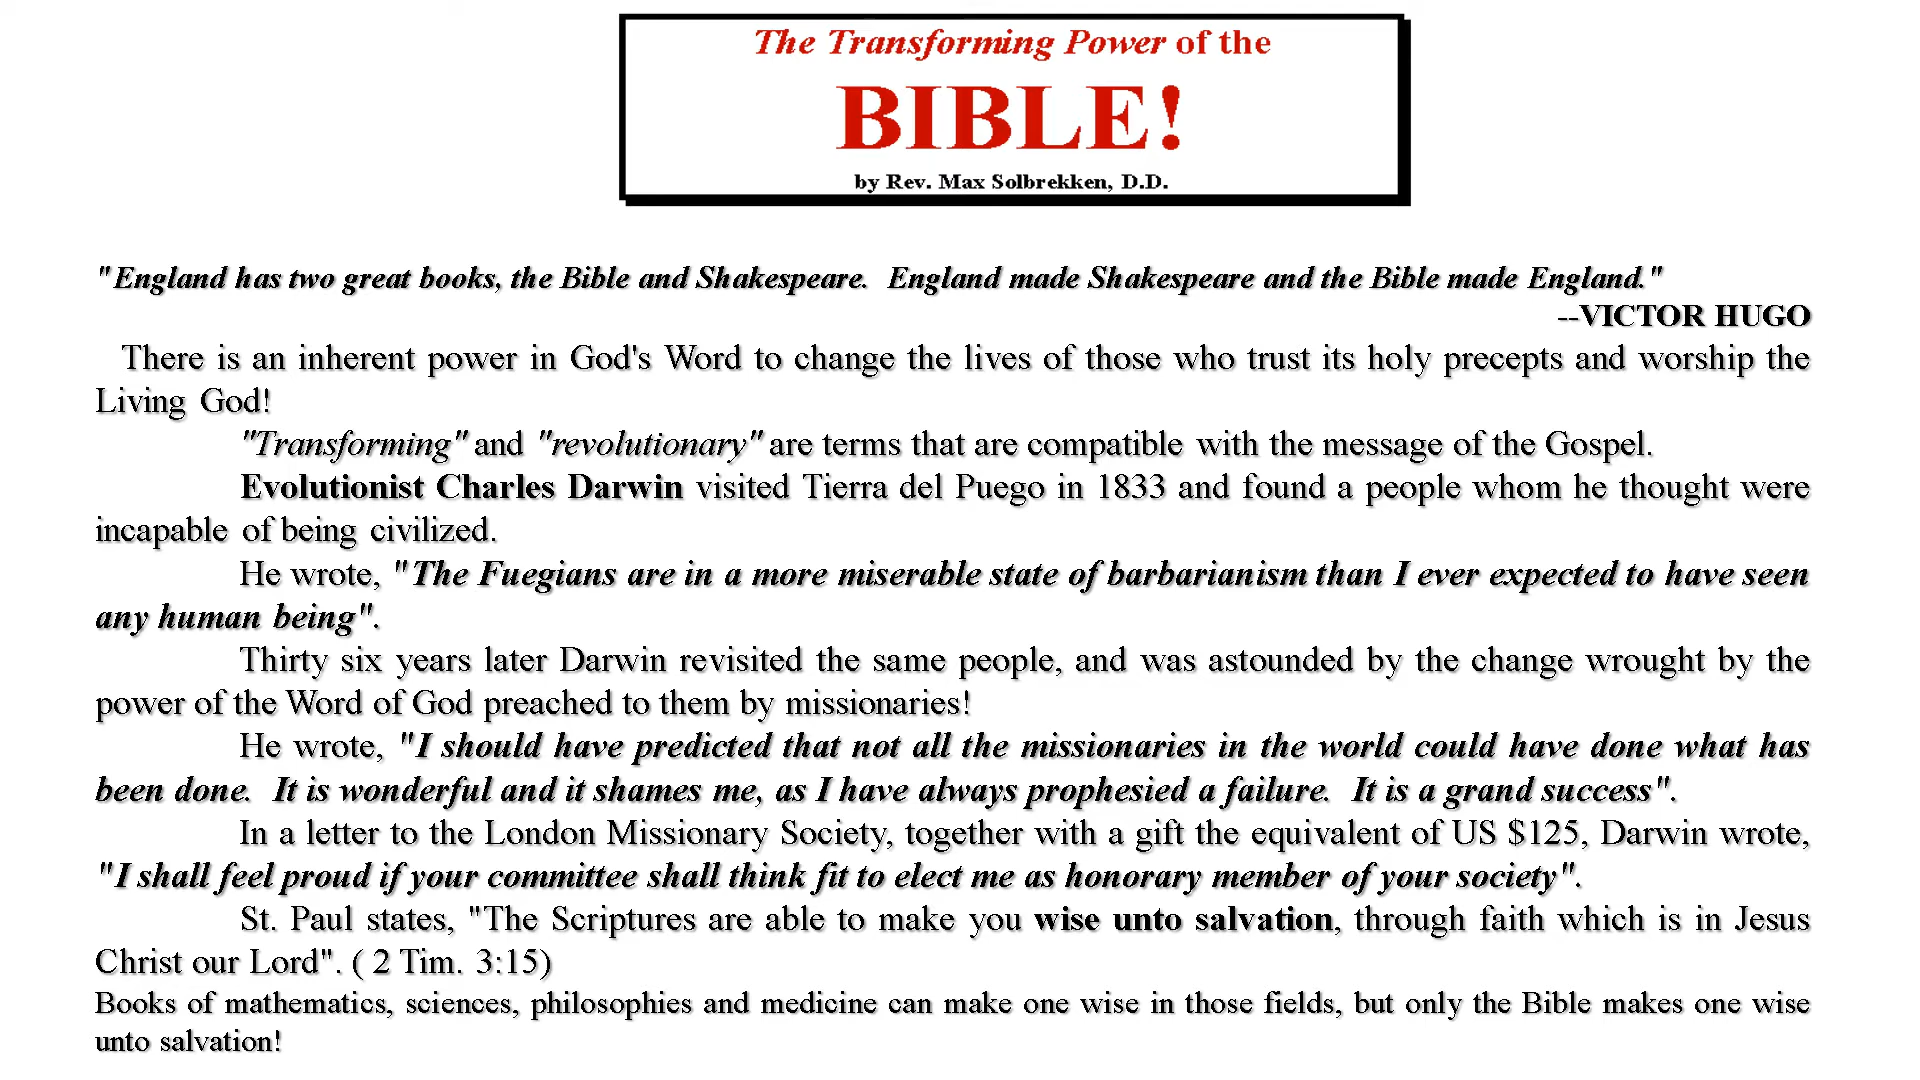 The Transforming Power of the
BIBLE!
by Rev. Max Solbrekken, D.D.
"England has two great books, the Bible and Shakespeare.  England made Shakespeare and the Bible made England."
--VICTOR HUGO
There is an inherent power in God's Word to change the lives of those who trust its holy precepts and worship the
Living God!
"Transforming" and "revolutionary" are terms that are compatible with the message of the Gospel.
Evolutionist Charles Darwin visited Tierra del Puego in 1833 and found a people whom he thought were
incapable of being civilized.
He wrote, "The Fuegians are in a more miserable state of barbarianism than I ever expected to have seen
any human being".
Thirty six years later Darwin revisited the same people, and was astounded by the change wrought by the
power of the Word of God preached to them by missionaries!
He wrote, "I should have predicted that not all the missionaries in the world could have done what has
been done.  It is wonderful and it shames me, as I have always prophesied a failure.  It is a grand success".
In a letter to the London Missionary Society, together with a gift the equivalent of US $125, Darwin wrote,
"I shall feel proud if your committee shall think fit to elect me as honorary member of your society".
St. Paul states, "The Scriptures are able to make you wise unto salvation, through faith which is in Jesus
Christ our Lord". ( 2 Tim. 3:15)
Books of mathematics, sciences, philosophies and medicine can make one wise in those fields, but only the Bible makes one wise
unto salvation!